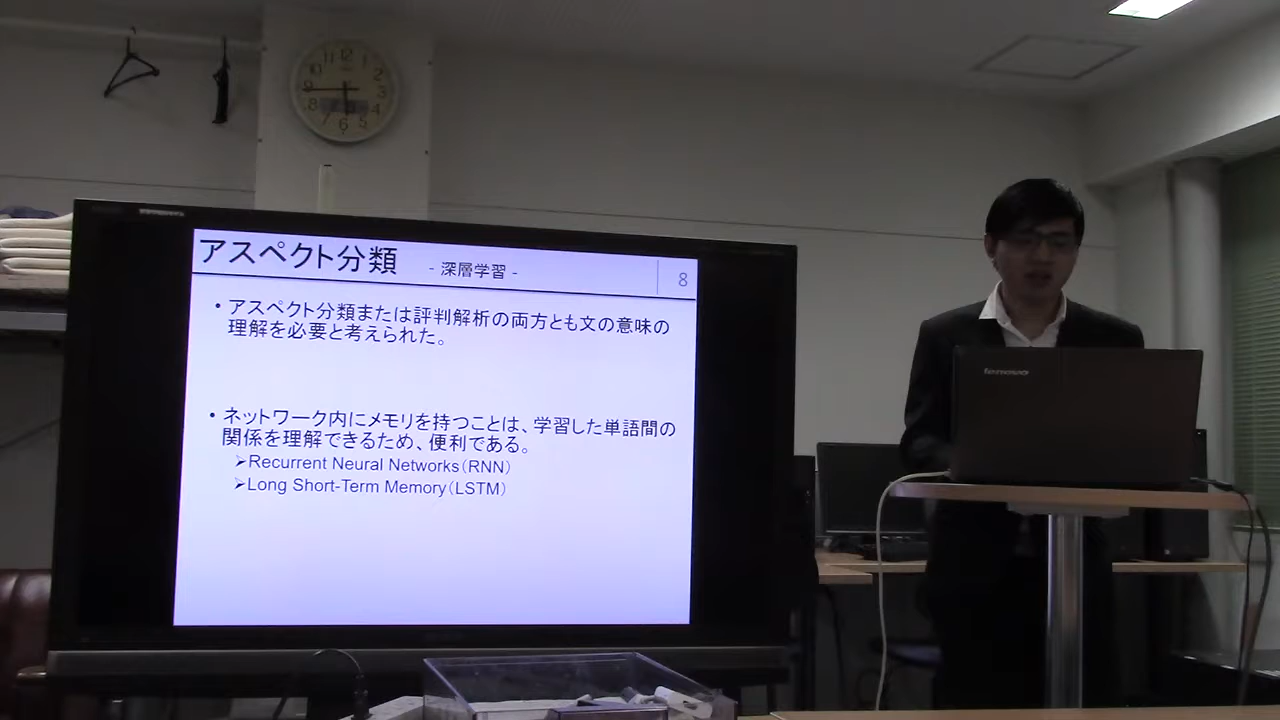 アスペクト分類 - 深層学習 - 8
• アスペクト分類または評判解析の両方とも文の意味の
理解を必要と考えられた。
• ネットワーク内にメモリを持つことは、学習した単語間の
関係を理解できるため、便利である。
➢Recurrent Neural Networks（RNN）
➢Long Short-Term Memory（LSTM）